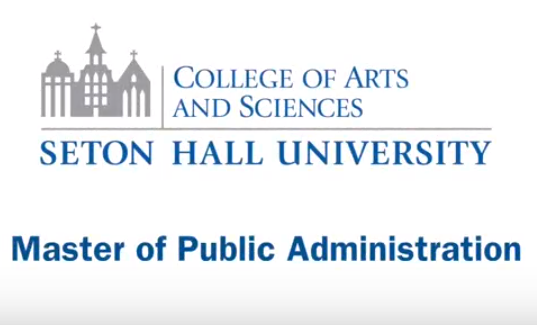 COLLEGE OF ARTS
AND SCIENCES
SETON HALL UNIVERSITY
Master of Public Administration